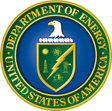 DEPARTMENT OF ENERGY
UNITED STATES OF AMERICA